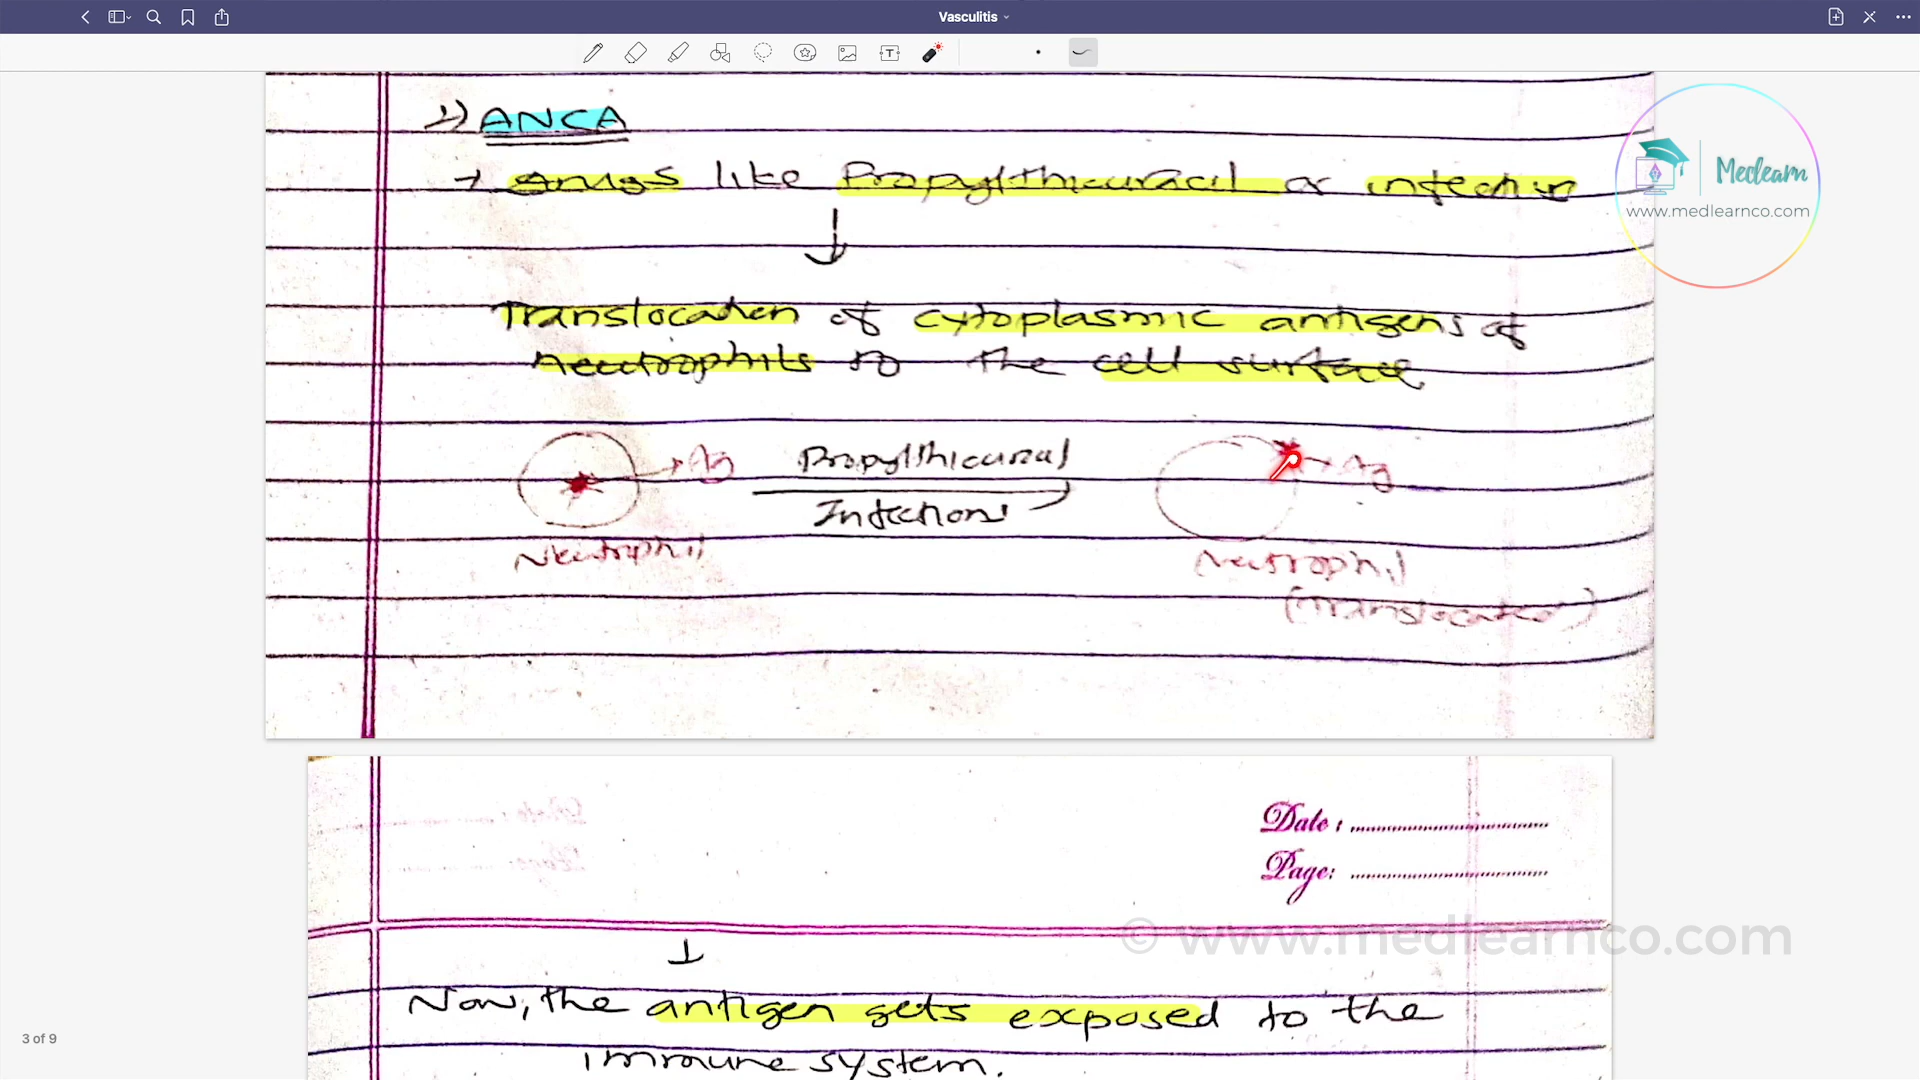 Vasculitis
2) ANCA
→ drugs like Propylthiouracil or infection
Translocation of cytoplasmic antigens of
neutrophils to the cell surface
→ Ag
Propylthiouracil
Infections
→ Ag
Neutrophil
Neutrophil
(Translocated)
Medlearn
www.medlearnco.com
Date :
Page:
© www.medlearnco.com
Now, the antigen gets exposed to the
immune system.
3 of 9